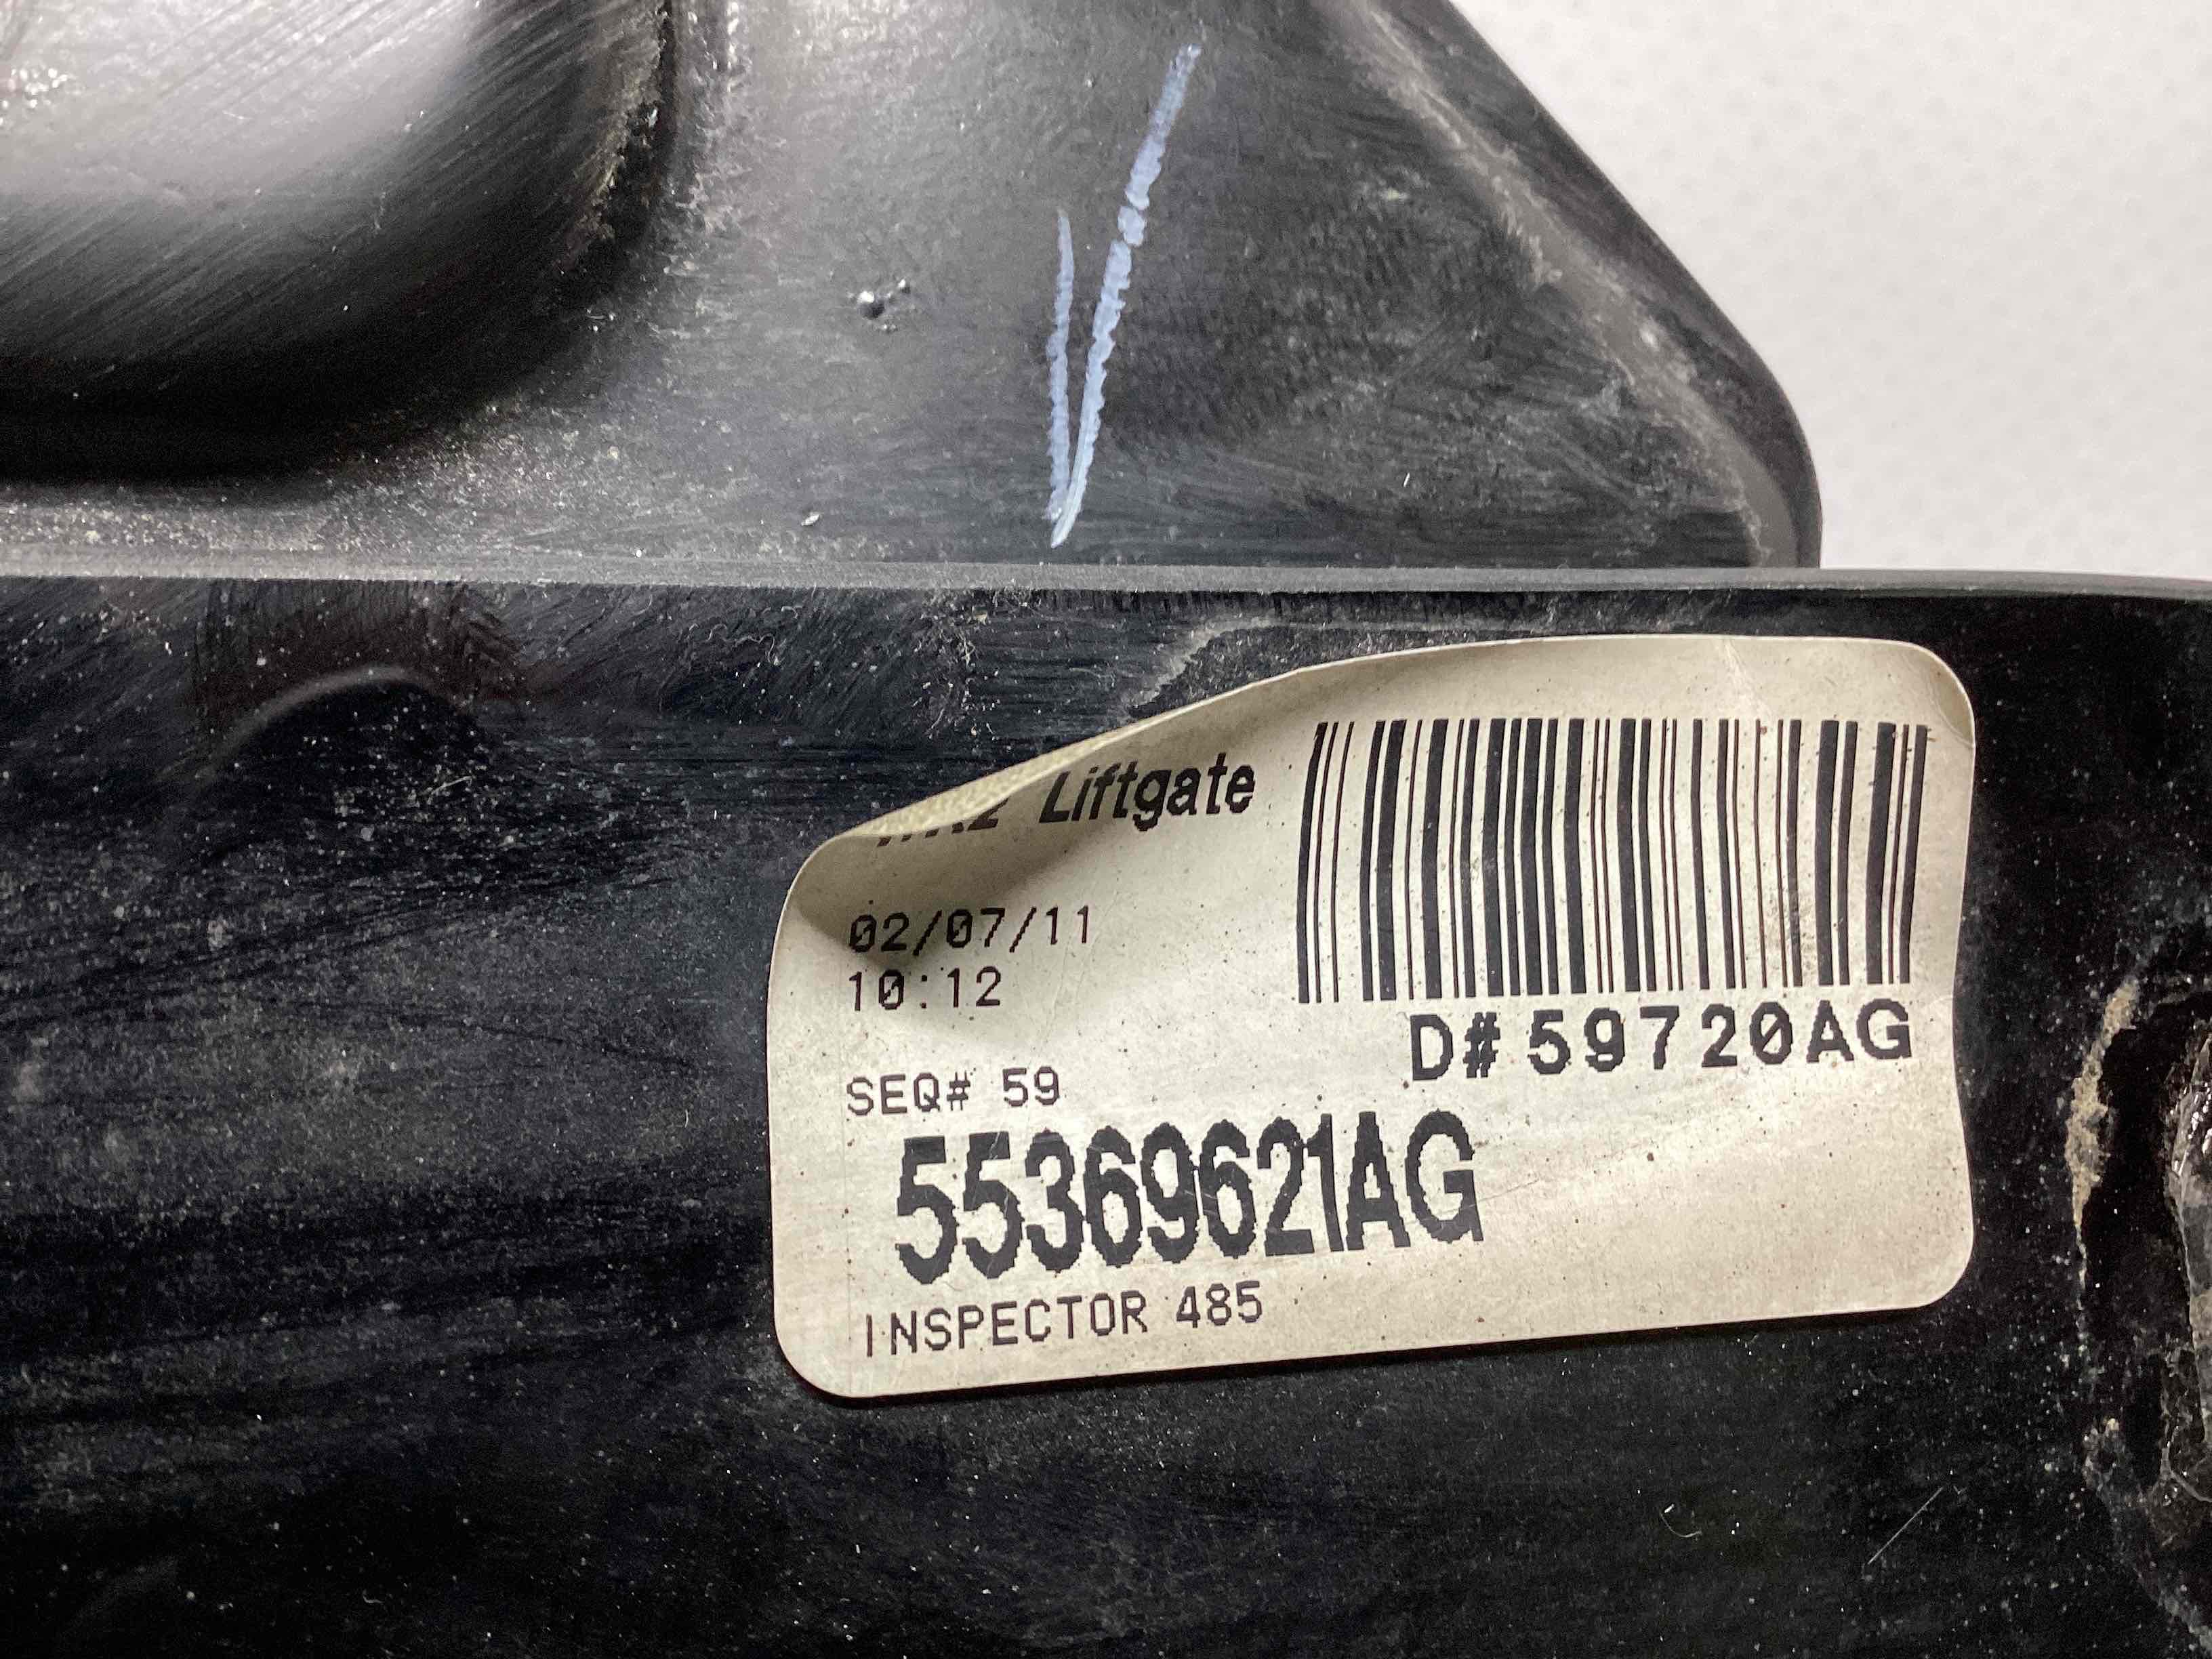 Liftgate
02/07/11
10:12
D#59720AG
SEQ# 59
55369621AG
INSPECTOR 485